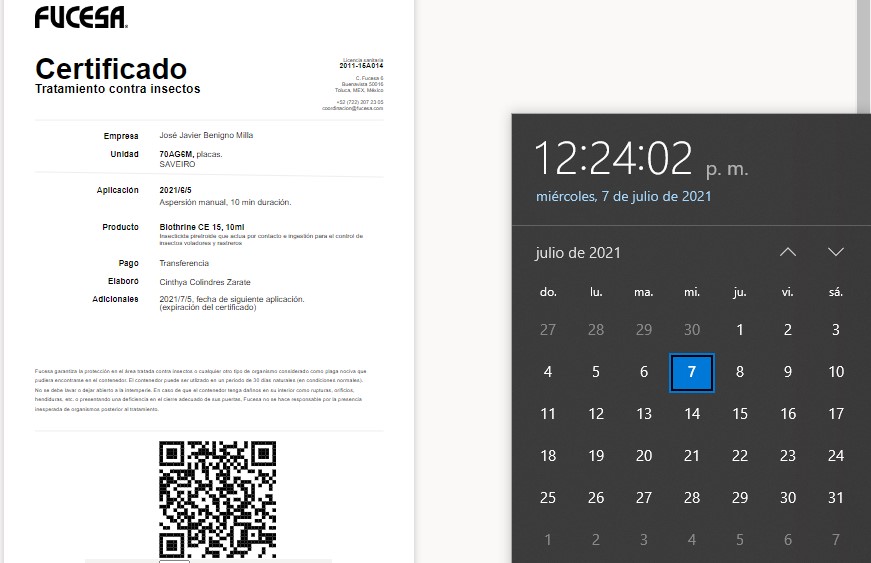 FUCESA®
Certificado
Tratamiento contra insectos
Licencia sanitaria
2011-15A014
C. Fucesa 6
Buenavista 50016
Toluca, MEX, México
+52 (722) 207 23 03
coordinacion@fucesa.com
Empresa José Javier Benigno Milla
Unidad 70AG6M, placas.
SAVEIRO
Aplicación 2021/6/5
Aspersión manual, 10 min duración.
Producto Biothrine CE 15, 10ml
Insecticida piretroide que actua por contacto e ingestión para el control de
insectos voladores y rastreros
Pago Transferencia
Elaboró Cinthya Colindres Zarate
Adicionales 2021/7/5, fecha de siguiente aplicación.
(expiración del certificado)
Fucesa garantiza la protección en el área tratada contra insectos o cualquier otro tipo de organismo considerado como plaga nociva que
pudiera encontrarse en el contenedor. El contenedor puede ser utilizado en un periodo de 30 días naturales (en condiciones normales).
No se debe lavar o dejar abierto a la intemperie. En caso de que el contenedor tenga dañinos en su interior como rupturas, orificios,
hendiduras, etc. o presentando una deficiencia en el cierre adecuado de sus puertas. Fucesa no se hace responsable por la presencia
inesperada de organismos posterior al tratamiento.
12:24:02 p. m.
miércoles, 7 de julio de 2021
julio de 2021
do. lu. ma. mi. ju. vi. sá.
27 28 29 30 1 2 3
4 5 6 7 8 9 10
11 12 13 14 15 16 17
18 19 20 21 22 23 24
25 26 27 28 29 30 31
1 2 3 4 5 6 7